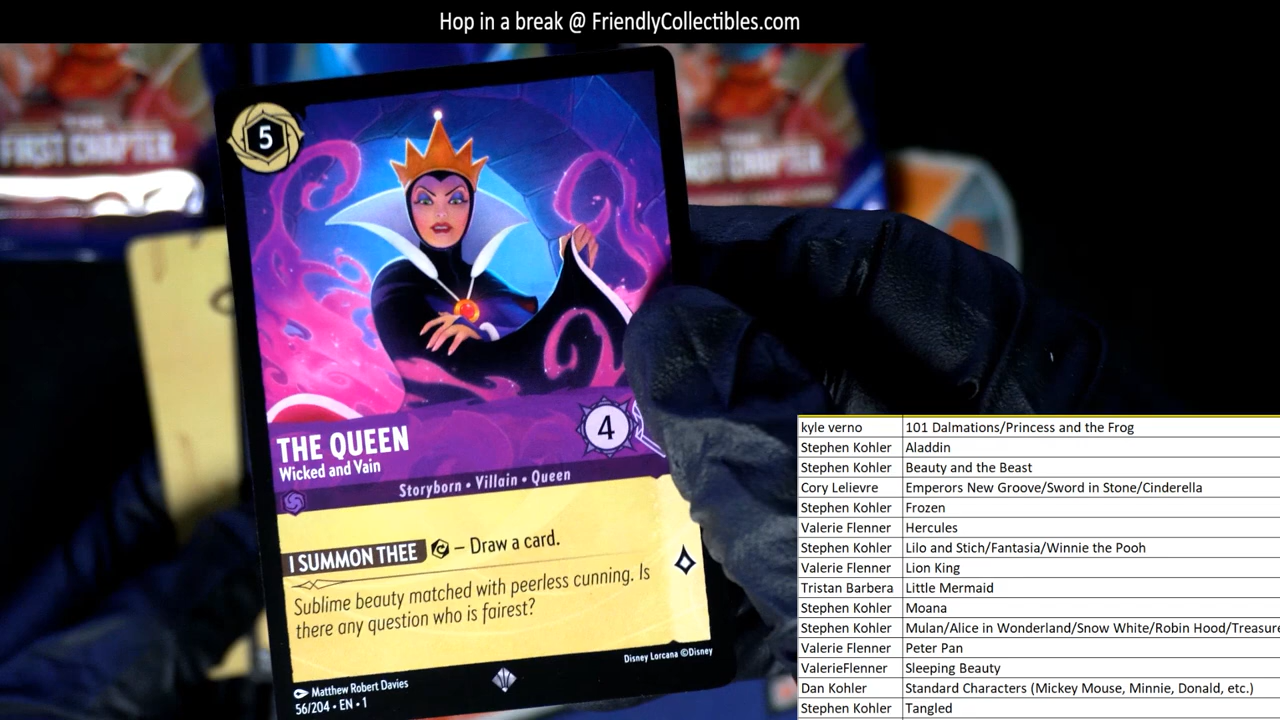 Hop in a break @ FriendlyCollectibles.com
THE
FIRST CHAPTER
THE
FIRST CHAPTER
5
THE QUEEN
Wicked and Vain
4
Storyborn • Villain • Queen
I SUMMON THEE – Draw a card.
Sublime beauty matched with peerless cunning. Is
there any question who is fairest?
Disney Lorcana ©Disney
Matthew Robert Davies
56/204 • EN • 1
kyle verno 101 Dalmations/Princess and the Frog
Stephen Kohler Aladdin
Stephen Kohler Beauty and the Beast
Cory Lelievre Emperors New Groove/Sword in Stone/Cinderella
Stephen Kohler Frozen
Valerie Flenner Hercules
Stephen Kohler Lilo and Stich/Fantasia/Winnie the Pooh
Valerie Flenner Lion King
Tristan Barbera Little Mermaid
Stephen Kohler Moana
Stephen Kohler Mulan/Alice in Wonderland/Snow White/Robin Hood/Treasure
Valerie Flenner Peter Pan
ValerieFlenner Sleeping Beauty
Dan Kohler Standard Characters (Mickey Mouse, Minnie, Donald, etc.)
Stephen Kohler Tangled